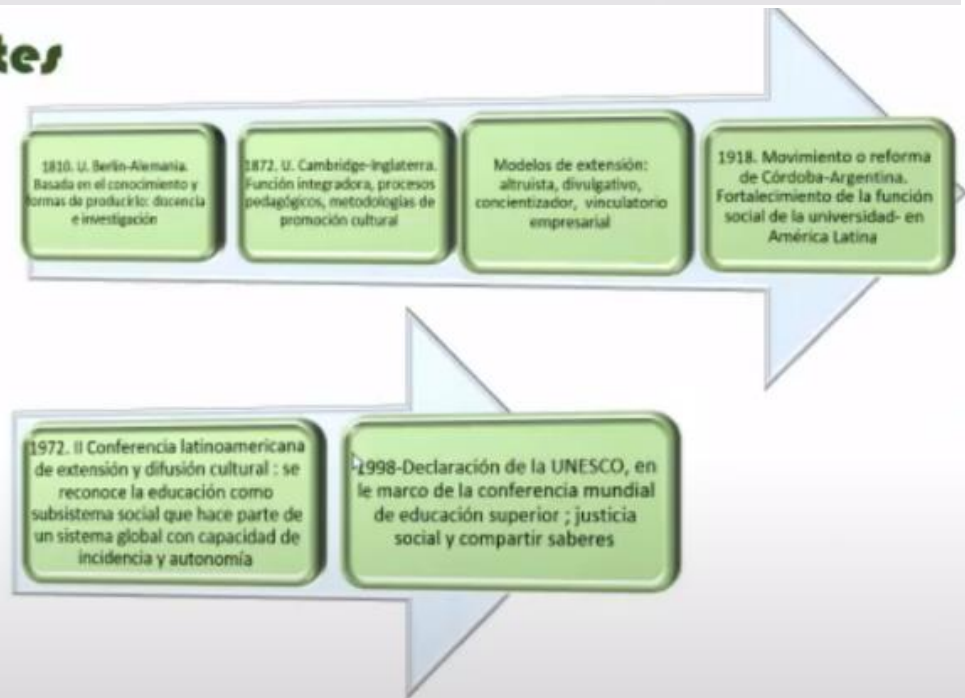 tes
1810. U. Berlin-Alemania.
Basada en el conocimiento y
formas de producirlo: docencia
e investigación
1872. U. Cambridge-Inglaterra.
Función integradora, procesos
pedagógicos, metodologías de
promoción cultural
Modelos de extensión:
altruista, divulgativo,
concientizador, vinculatorio
empresarial
1918. Movimiento o reforma
de Córdoba-Argentina.
Fortalecimiento de la función
social de la universidad- en
América Latina
1972. II Conferencia latinoamericana
de extensión y difusión cultural : se
reconoce la educación como
subsistema social que hace parte de
un sistema global con capacidad de
incidencia y autonomía
1998-Declaración de la UNESCO, en
le marco de la conferencia mundial
de educación superior ; justicia
social y compartir saberes